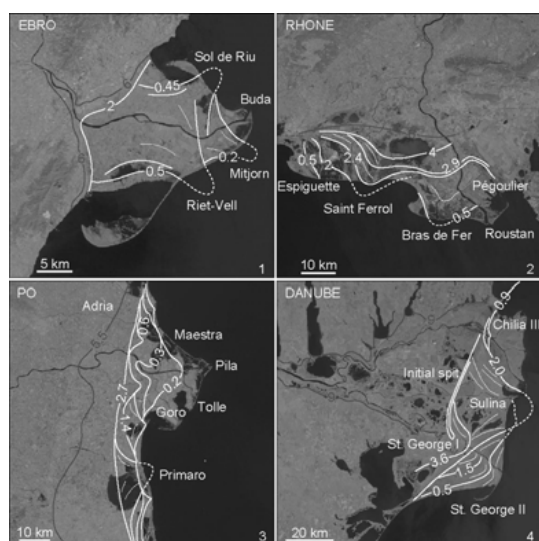 EBRO
Sol de Riu
0.45
2
Buda
0.2
Mitjorn
0.5
Riet-Vell
5 km
1
RHONE
0.5
2
2.4
4
2.9
Espiguette
Pégoulier
Saint Ferrol
0.5
Bras de Fer
Roustan
10 km
2
PO
Adria
5.5
0.6
Maestra
0.3
Pila
0.2
2.7
Goro
Tolle
1.4
Primaro
10 km
3
DANUBE
0.9
Chilia III
2.0
Initial spit
Sulina
St. George I
3.6
1.5
0.5
St. George II
20 km
4